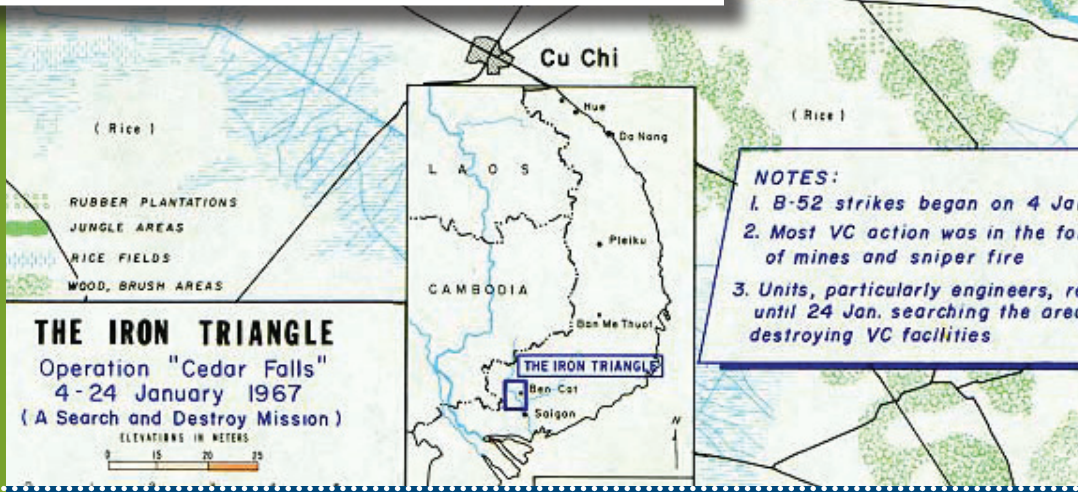 Cu Chi
( Rice )
RUBBER PLANTATIONS
JUNGLE AREAS
RICE FIELDS
WOOD, BRUSH AREAS
THE IRON TRIANGLE
Operation "Cedar Falls"
4-24 January 1967
( A Search and Destroy Mission )
ELEVATIONS IN METERS
0 15 20 25
Hue
Da Nang
LAOS
Pleiku
CAMBODIA
Ban Me Thuot
THE IRON TRIANGLE
Ben-Cat
Saigon
N
( Rice )
NOTES:
1. B-52 strikes began on 4 Jan
2. Most VC action was in the
of mines and sniper fire
3. Units, particularly engineers,
until 24 Jan. searching the
destroying VC facilities